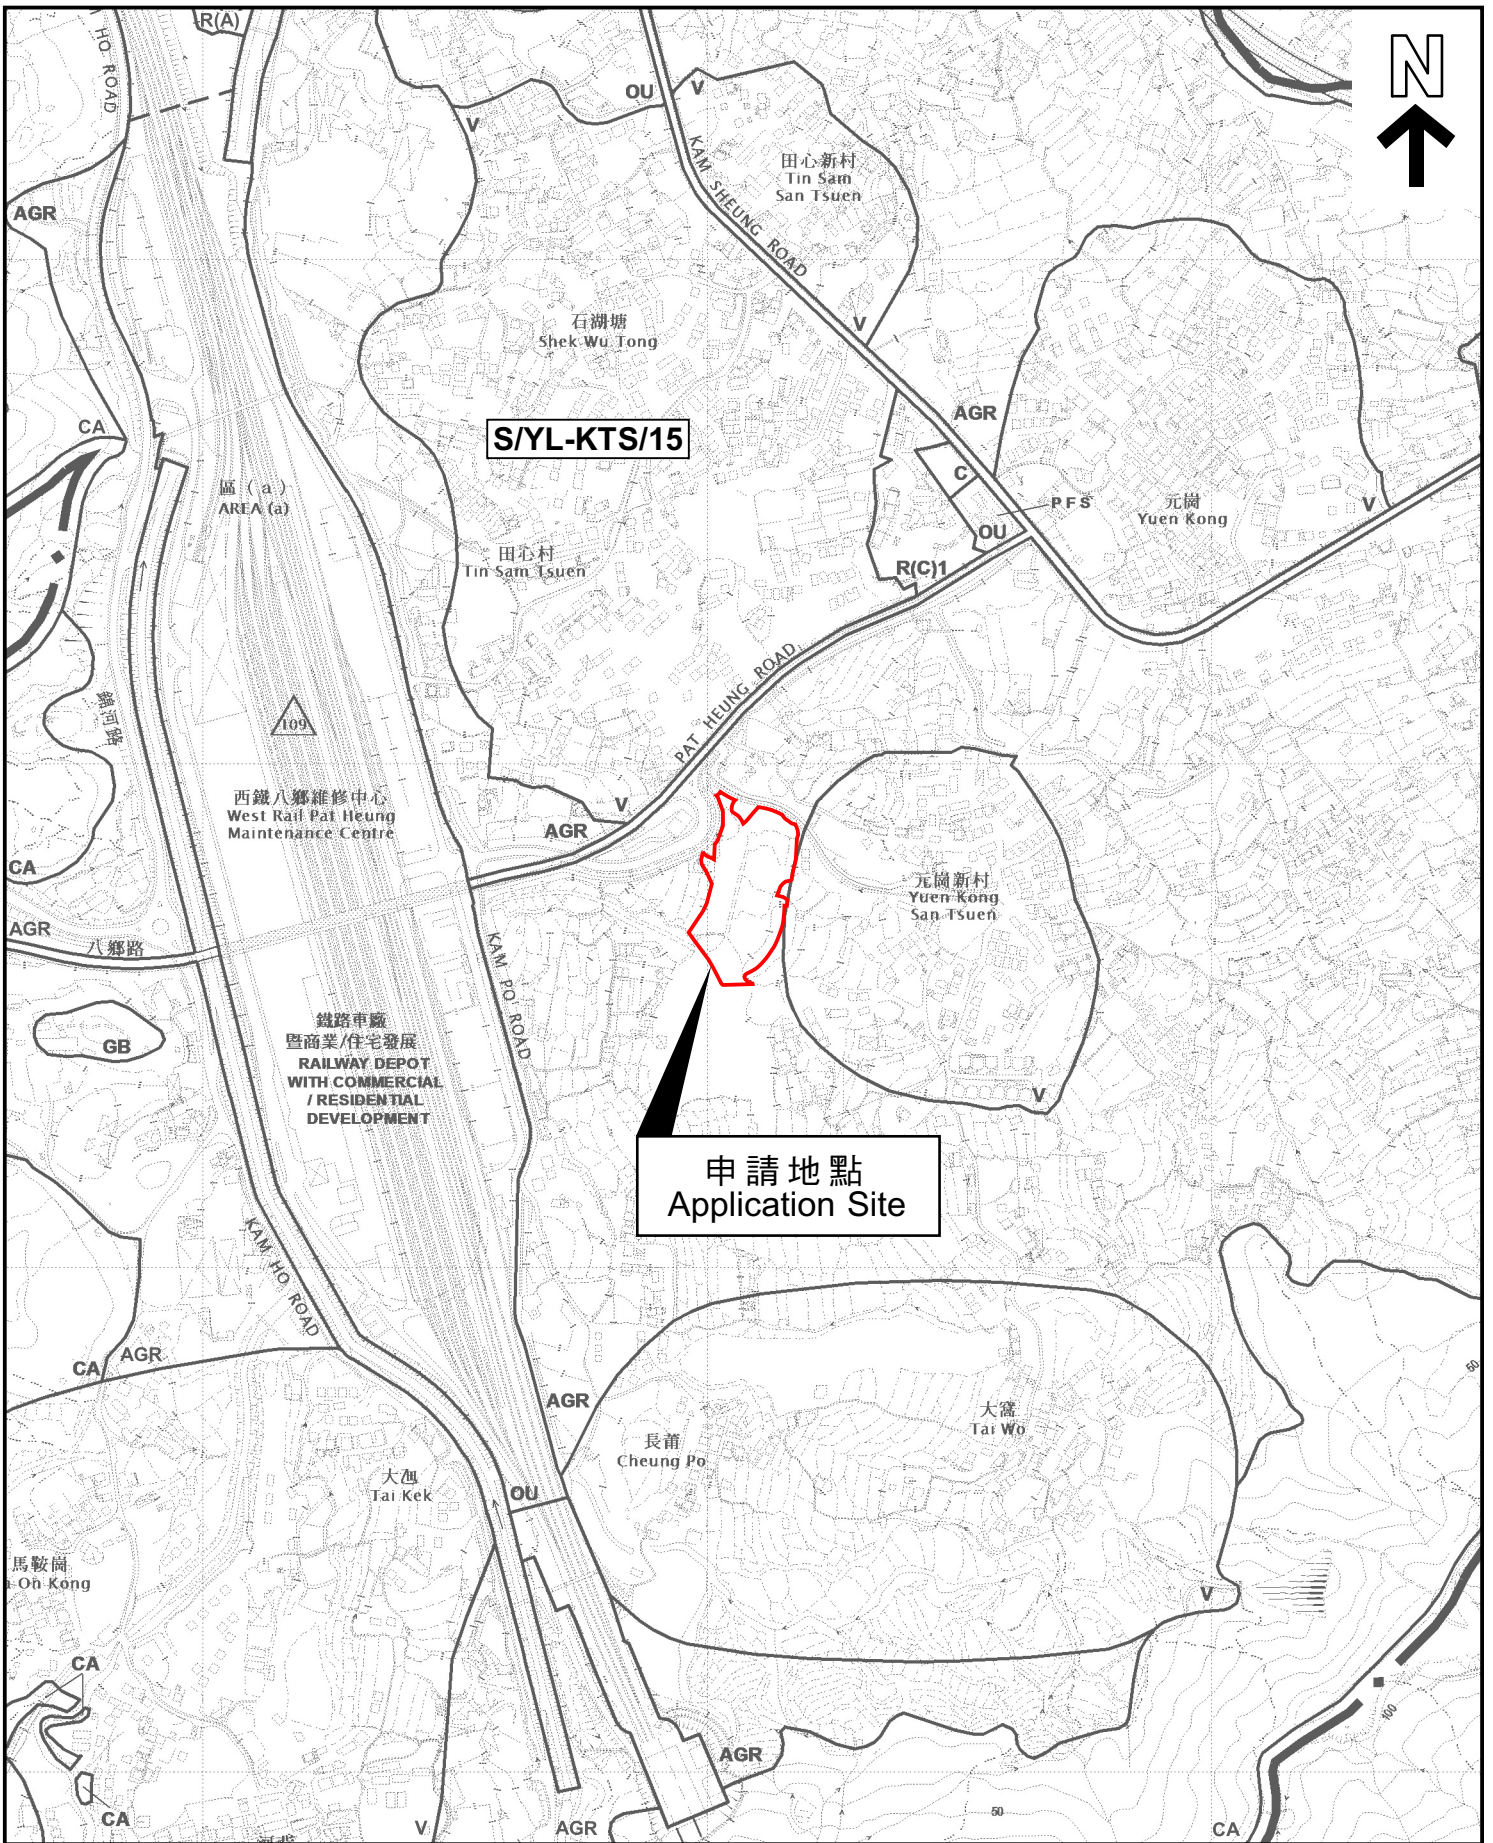 R(A)
HO ROAD
N
OU
V
V
KAM SHEUNG ROAD
田心新村
Tin Sam
San Tsuen
AGR
石湖塘
Shek Wu Tong
V
CA
S/YL-KTS/15
AGR
區 ( a )
AREA (a)
C
PFS
OU
元崗
Yuen Kong
V
田心村
Tin Sam Tsuen
R(C)1
PAT HEUNG ROAD
錦河路
109
西鐵八鄉維修中心
West Rail Pat Heung
Maintenance Centre
V
AGR
CA
元崗新村
Yuen Kong
San Tsuen
AGR
八鄉路
KAM PO ROAD
鐵路車廠
暨商業/住宅發展
RAILWAY DEPOT
WITH COMMERCIAL
/ RESIDENTIAL
DEVELOPMENT
GB
V
申請地點
Application Site
KAM HO ROAD
CA
AGR
50
AGR
大窩
Tai Wo
長莆
Cheung Po
Tai Kek
OU
馬鞍崗
On Kong
V
CA
100
AGR
CA
V
AGR
50
CA